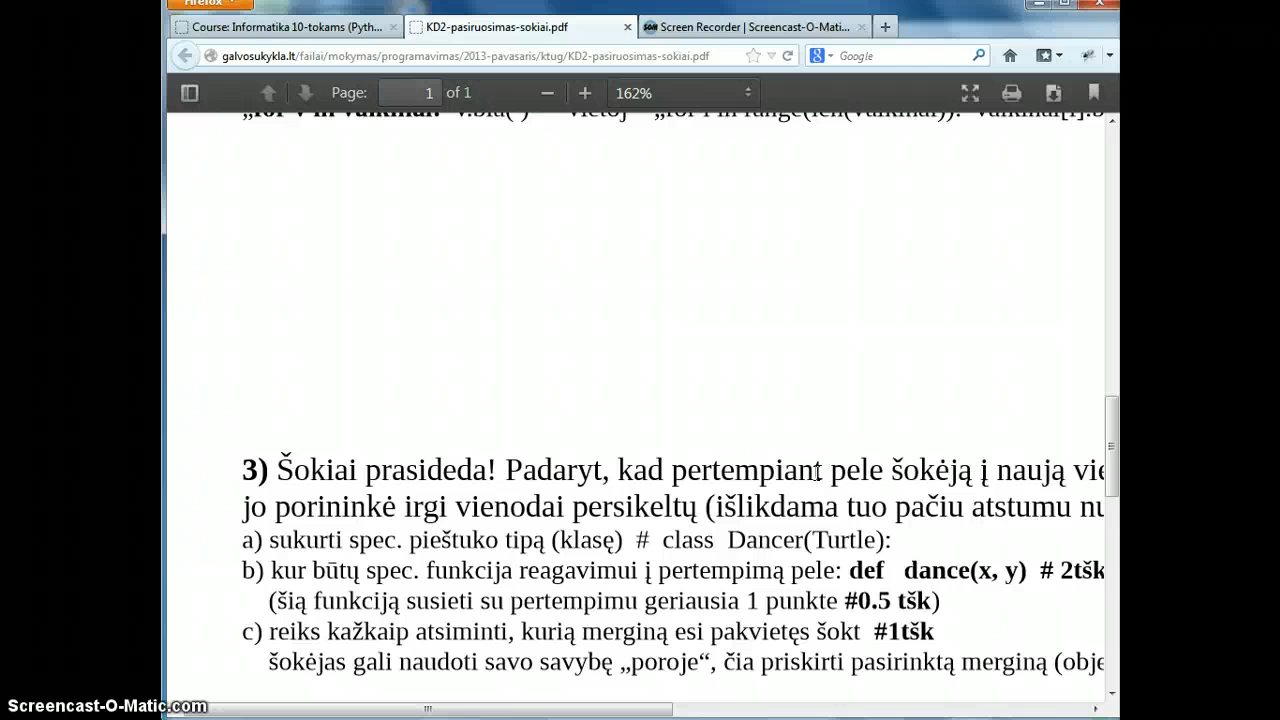 Firefox
Course: Informatika 10-tokams (Pyth...
KD2-pasiruosimas-sokiai.pdf
Screen Recorder | Screencast-O-Mati...
galvosukykla.lt/failai/mokymas/programavimas/2013-pavasaris/ktug/KD2-pasiruosimas-sokiai.pdf
Google
Page: 1 of 1
162%
3) Šokiai prasideda! Padaryt, kad pertempiant pele šokėją į naują vie
jo porininkė irgi vienodai persikeltų (išlikdama tuo pačiu atstumu nu
a) sukurti spec. pieštuko tipą (klasę) # class Dancer(Turtle):
b) kur būtų spec. funkcija reagavimui į pertempimą pele: def dance(x, y) # 2tšk
(šią funkciją susieti su pertempimu geriausia 1 punkte #0.5 tšk)
c) reiks kažkaip atsiminti, kurią merginą esi pakvietęs šokt #1tšk
šokėjas gali naudoti savo savybę „poroje“, čia priskirti pasirinktą merginą (obje
Screencast-O-Matic.com